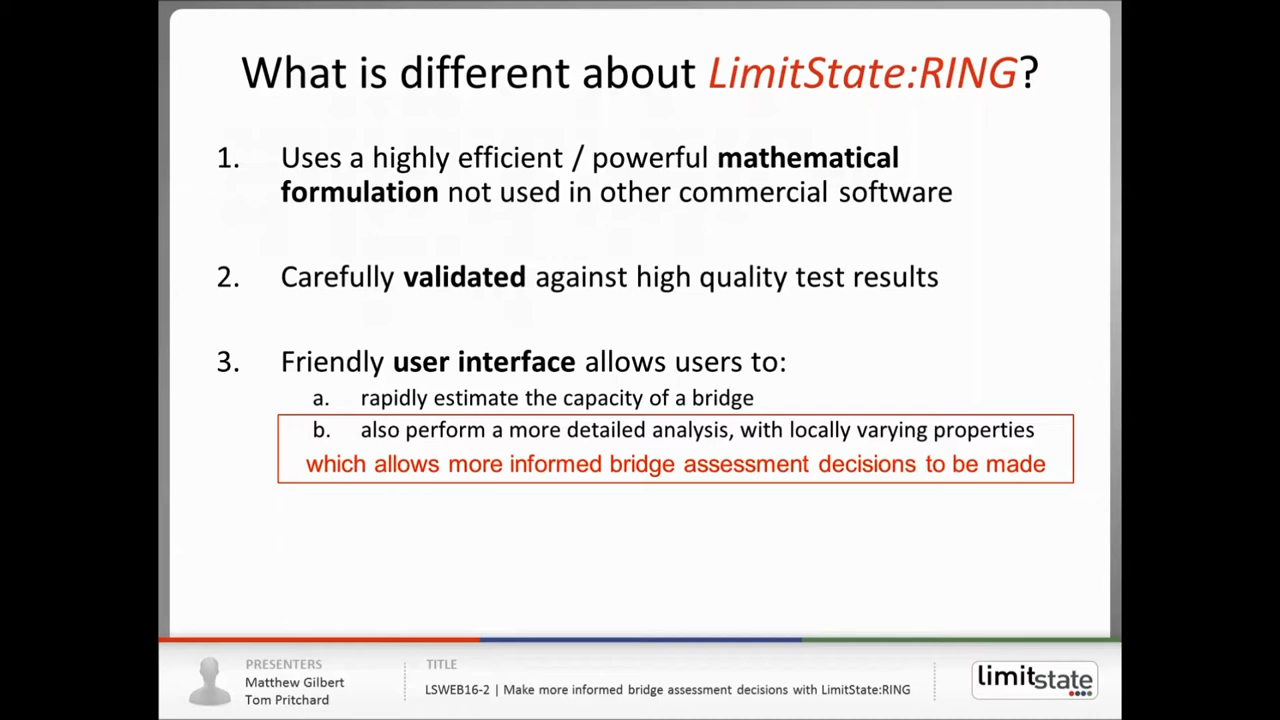 What is different about LimitState:RING?
1. Uses a highly efficient / powerful mathematical
formulation not used in other commercial software
2. Carefully validated against high quality test results
3. Friendly user interface allows users to:
a. rapidly estimate the capacity of a bridge
b. also perform a more detailed analysis, with locally varying properties
which allows more informed bridge assessment decisions to be made
PRESENTERS
Matthew Gilbert
Tom Pritchard
TITLE
LSWEB16-2 | Make more informed bridge assessment decisions with LimitState:RING
limitstate